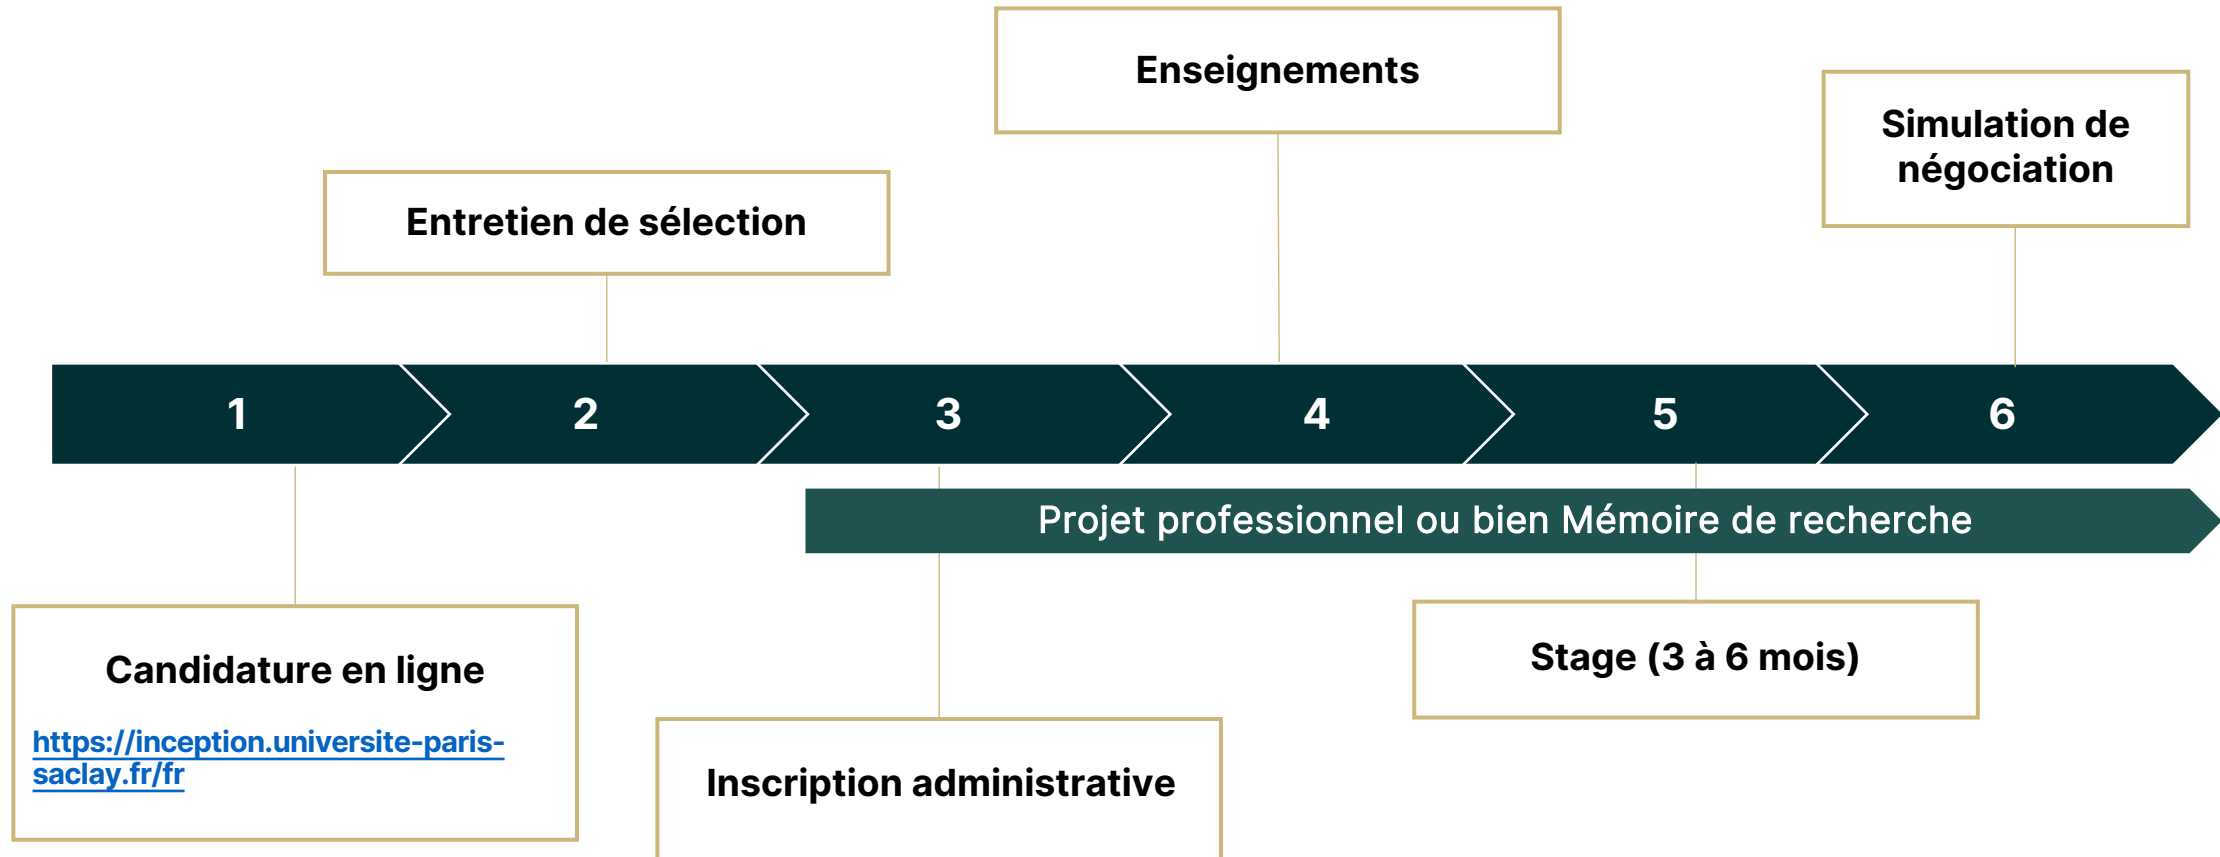 Enseignements
Simulation de
négociation
Entretien de sélection
1
2
3
4
5
6
Projet professionnel ou bien Mémoire de recherche
Candidature en ligne
https://inception.universite-paris-
saclay.fr/fr
Stage (3 à 6 mois)
Inscription administrative